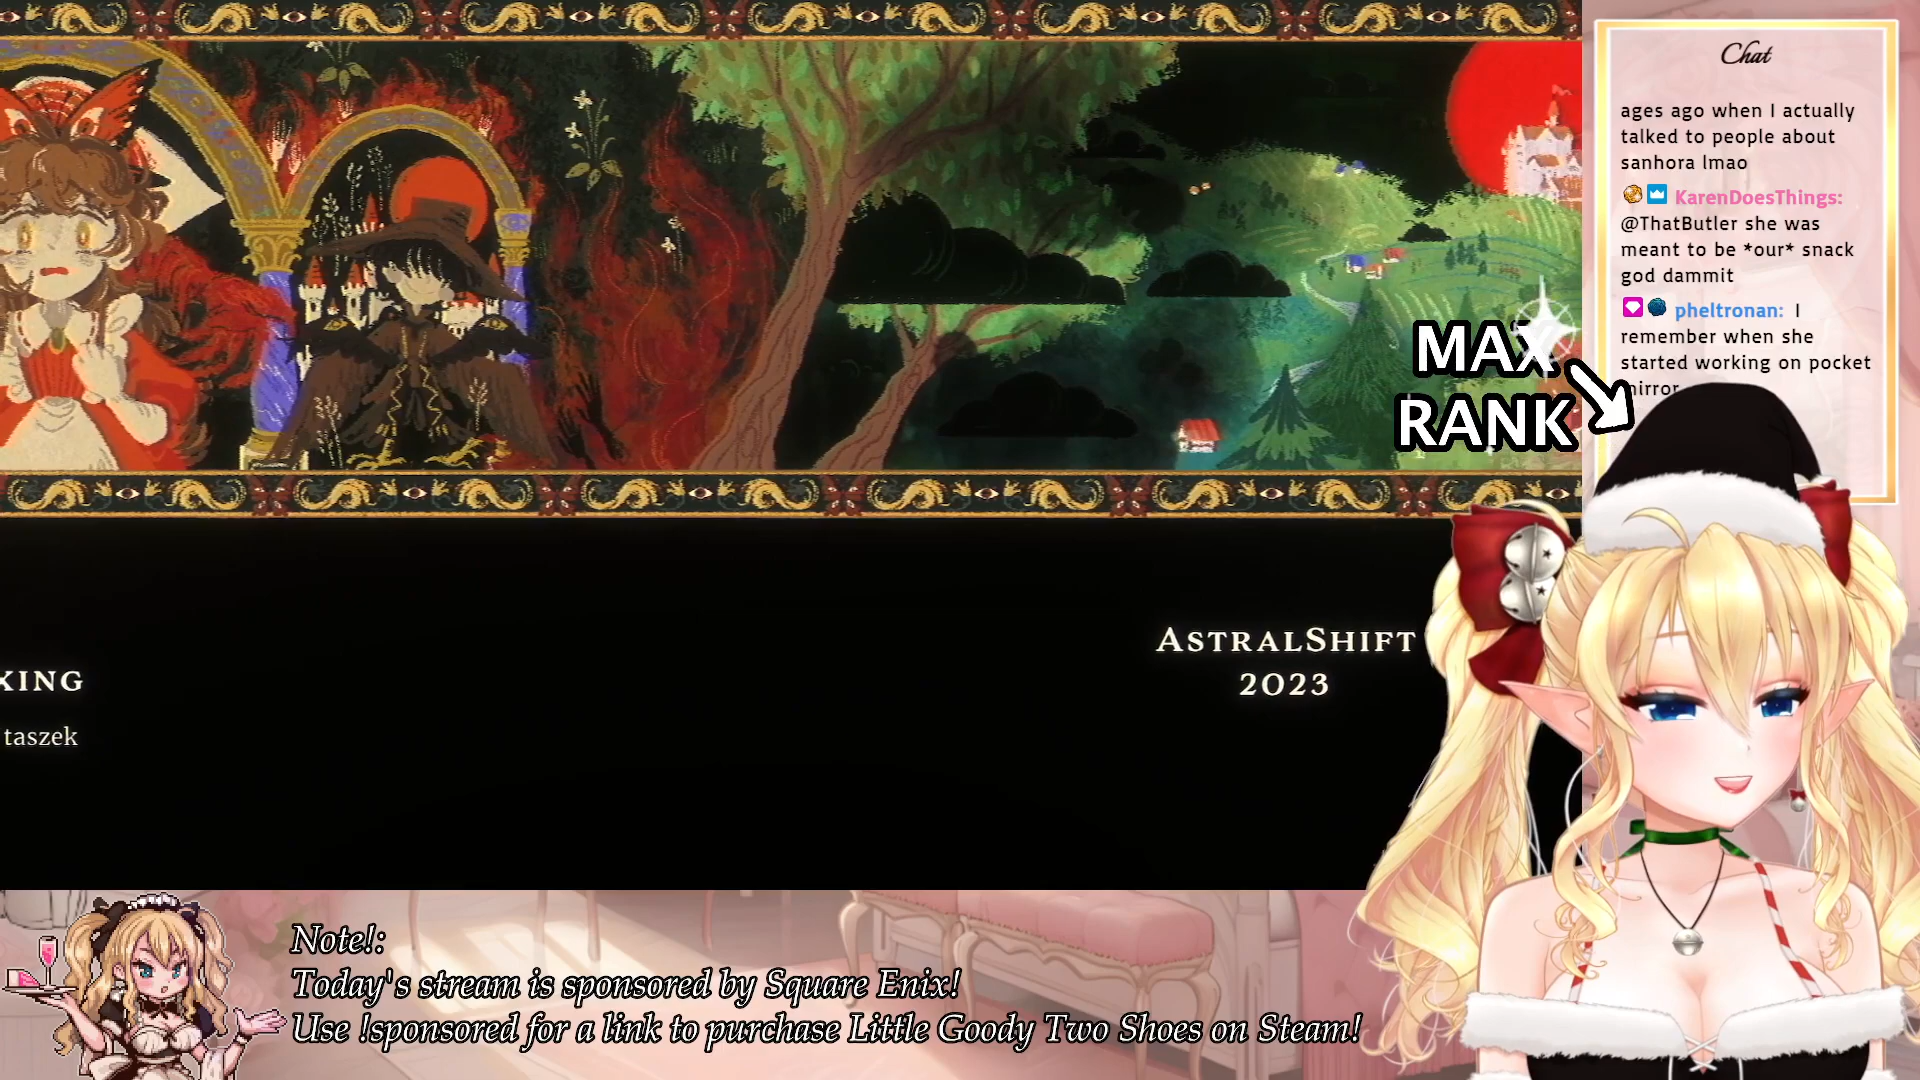 Chat
ages ago when I actually
talked to people about
sanhora lmao
KarenDoesThings:
@ThatButler she was
meant to be *our* snack
god dammit
pheltronan: I
remember when she
started working on pocket
mirror
MAX
RANK
XING
taszek
AstralShift
2023
Note!:
Today's stream is sponsored by Square Enix!
Use !sponsored for a link to purchase Little Goody Two Shoes on Steam!